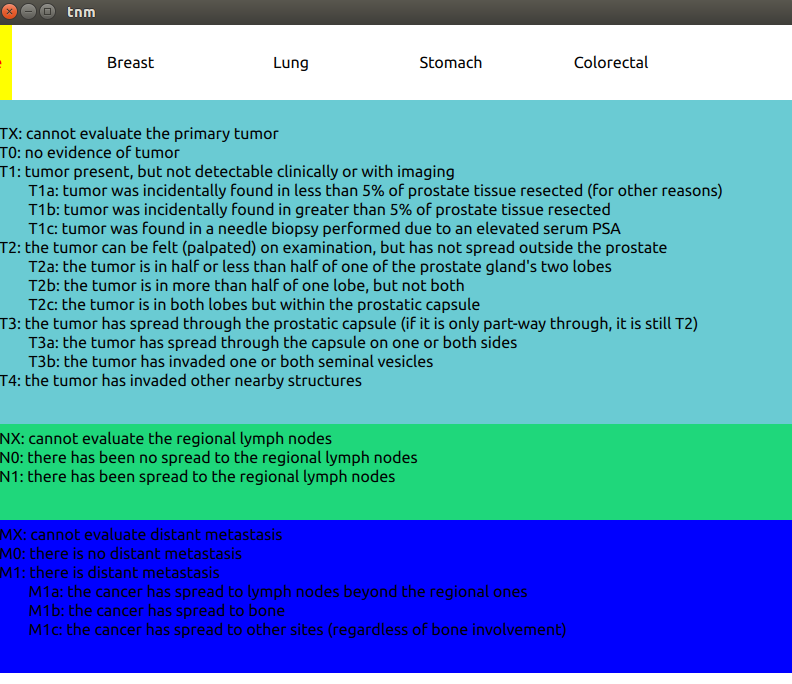 tnm
Breast Lung Stomach Colorectal
TX: cannot evaluate the primary tumor
T0: no evidence of tumor
T1: tumor present, but not detectable clinically or with imaging
T1a: tumor was incidentally found in less than 5% of prostate tissue resected (for other reasons)
T1b: tumor was incidentally found in greater than 5% of prostate tissue resected
T1c: tumor was found in a needle biopsy performed due to an elevated serum PSA
T2: the tumor can be felt (palpated) on examination, but has not spread outside the prostate
T2a: the tumor is in half or less than half of one of the prostate gland's two lobes
T2b: the tumor is in more than half of one lobe, but not both
T2c: the tumor is in both lobes but within the prostatic capsule
T3: the tumor has spread through the prostatic capsule (if it is only part-way through, it is still T2)
T3a: the tumor has spread through the capsule on one or both sides
T3b: the tumor has invaded one or both seminal vesicles
T4: the tumor has invaded other nearby structures
NX: cannot evaluate the regional lymph nodes
N0: there has been no spread to the regional lymph nodes
N1: there has been spread to the regional lymph nodes
MX: cannot evaluate distant metastasis
M0: there is no distant metastasis
M1: there is distant metastasis
M1a: the cancer has spread to lymph nodes beyond the regional ones
M1b: the cancer has spread to bone
M1c: the cancer has spread to other sites (regardless of bone involvement)